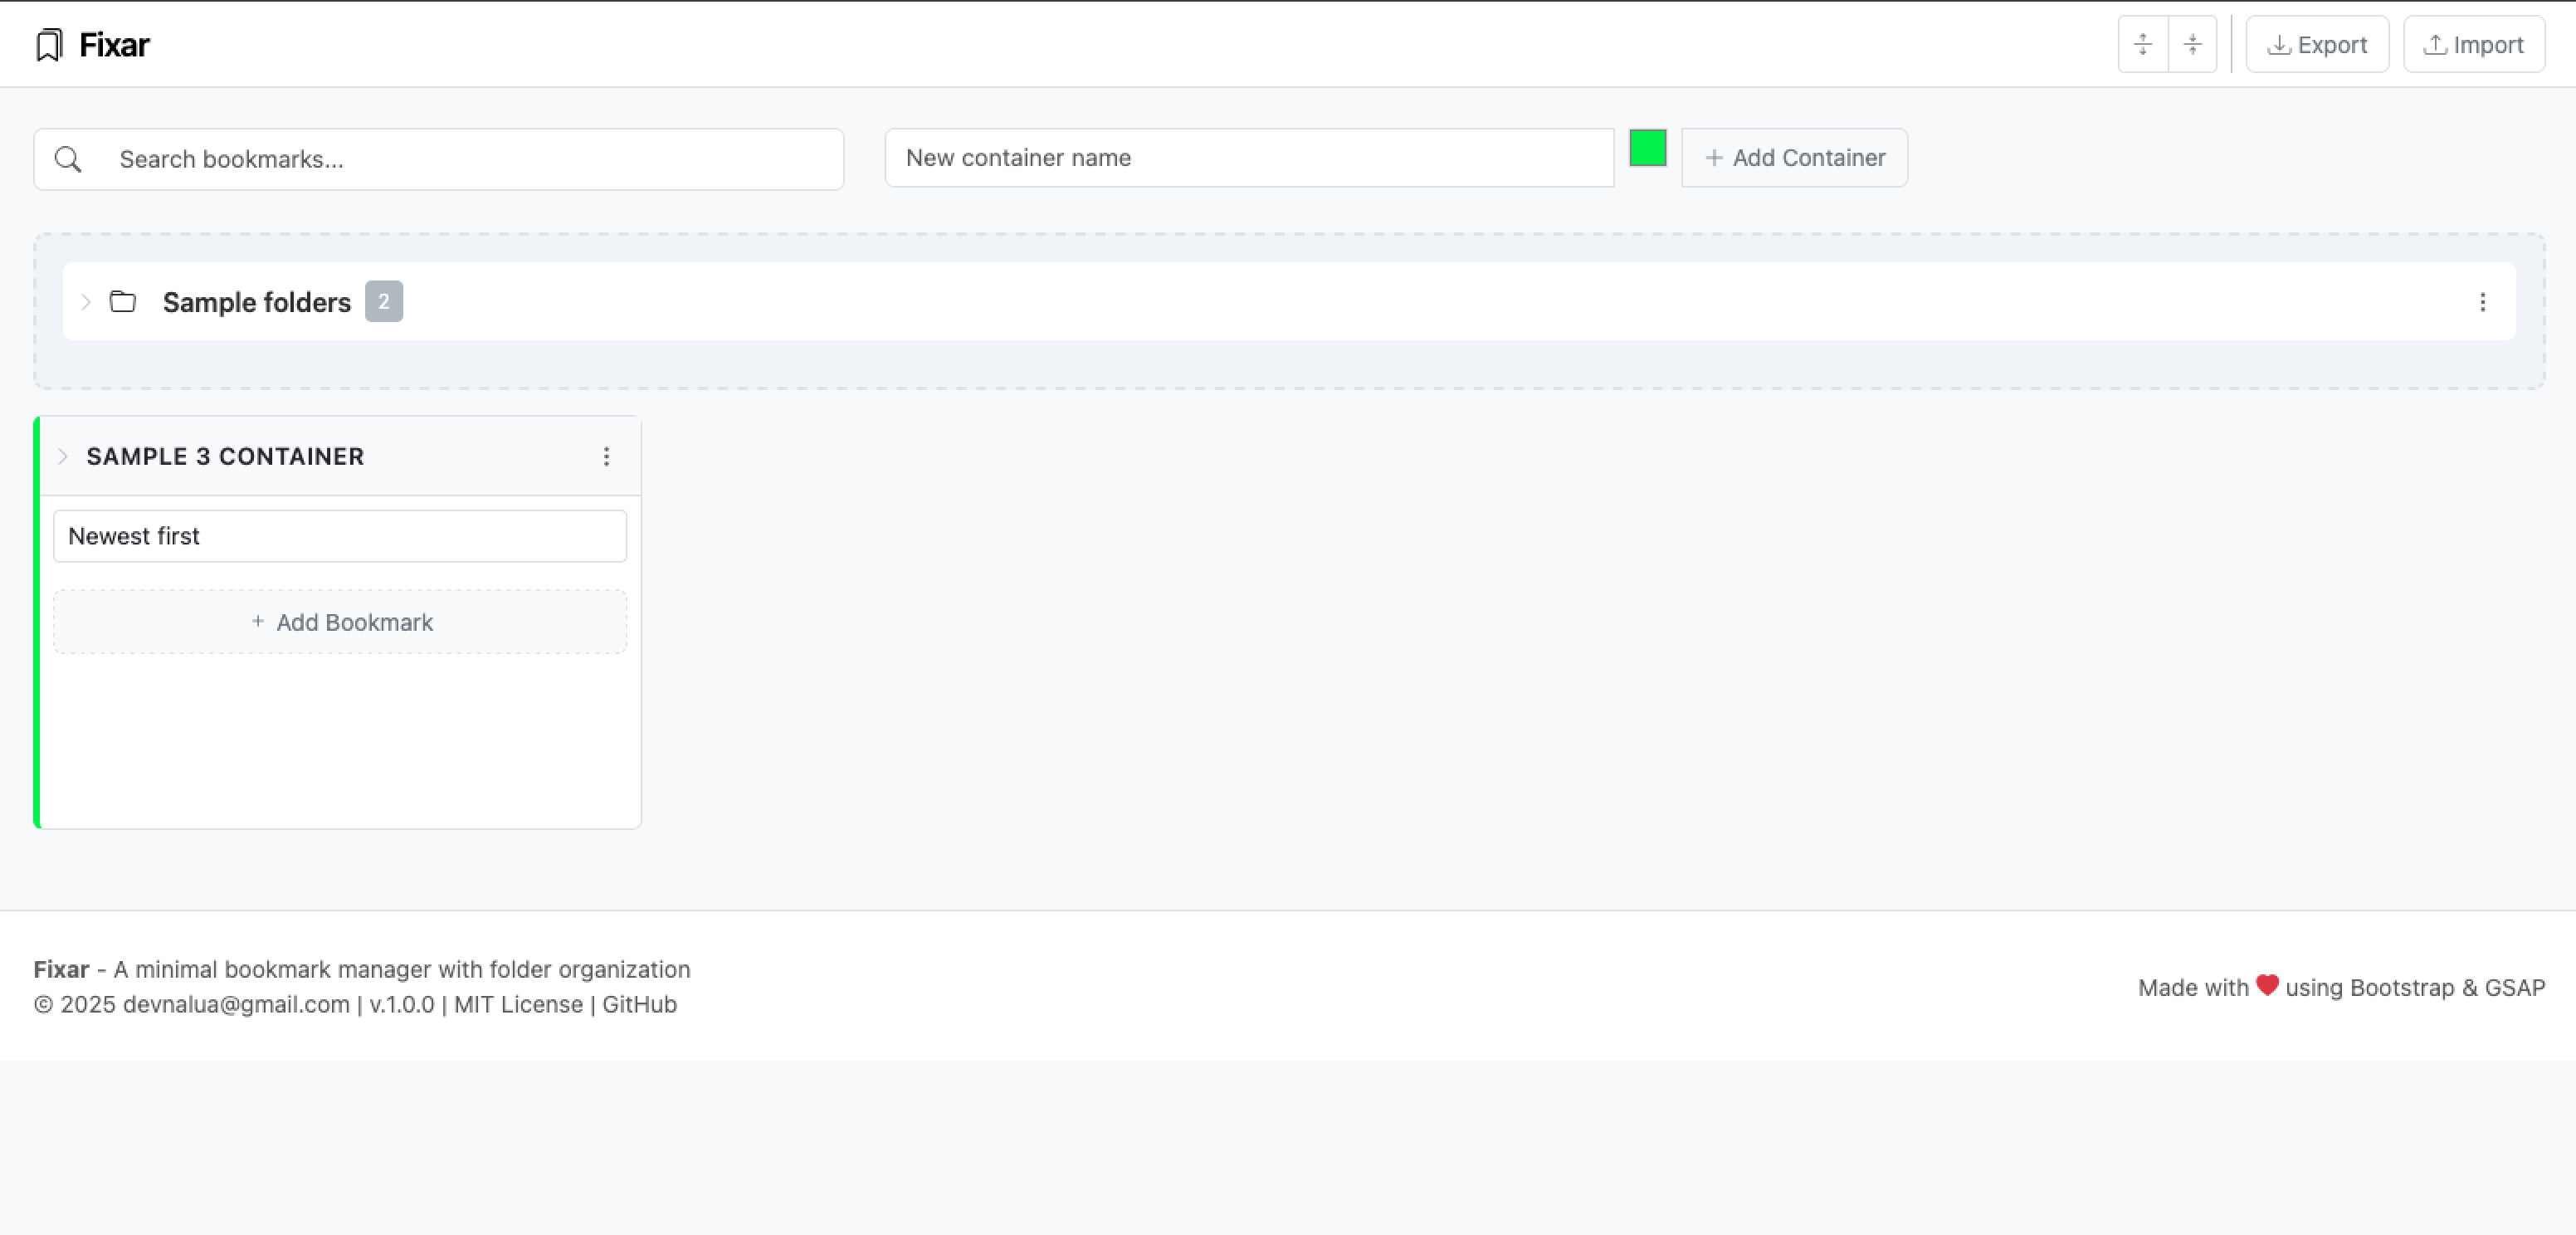 Fixar
Export
Import
Search bookmarks...
New container name
+ Add Container
Sample folders 2
SAMPLE 3 CONTAINER
Newest first
+ Add Bookmark
Fixar - A minimal bookmark manager with folder organization
© 2025 devnalua@gmail.com | v.1.0.0 | MIT License | GitHub
Made with ❤ using Bootstrap & GSAP